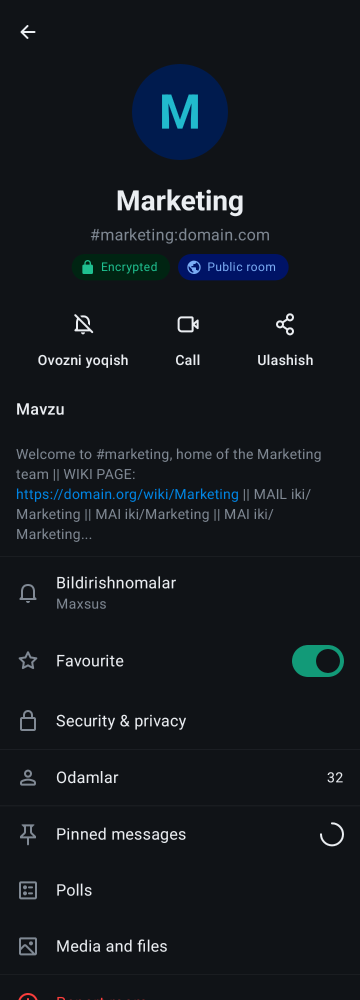 M
Marketing
#marketing:domain.com
Encrypted
Public room
Ovozni yoqish
Call
Ulashish
Mavzu
Welcome to #marketing, home of the Marketing
team || WIKI PAGE:
https://domain.org/wiki/Marketing || MAIL iki/
Marketing || MAI iki/Marketing || MAI iki/
Marketing...
Bildirishnomalar
Maxsus
Favourite
Security & privacy
Odamlar
32
Pinned messages
Polls
Media and files